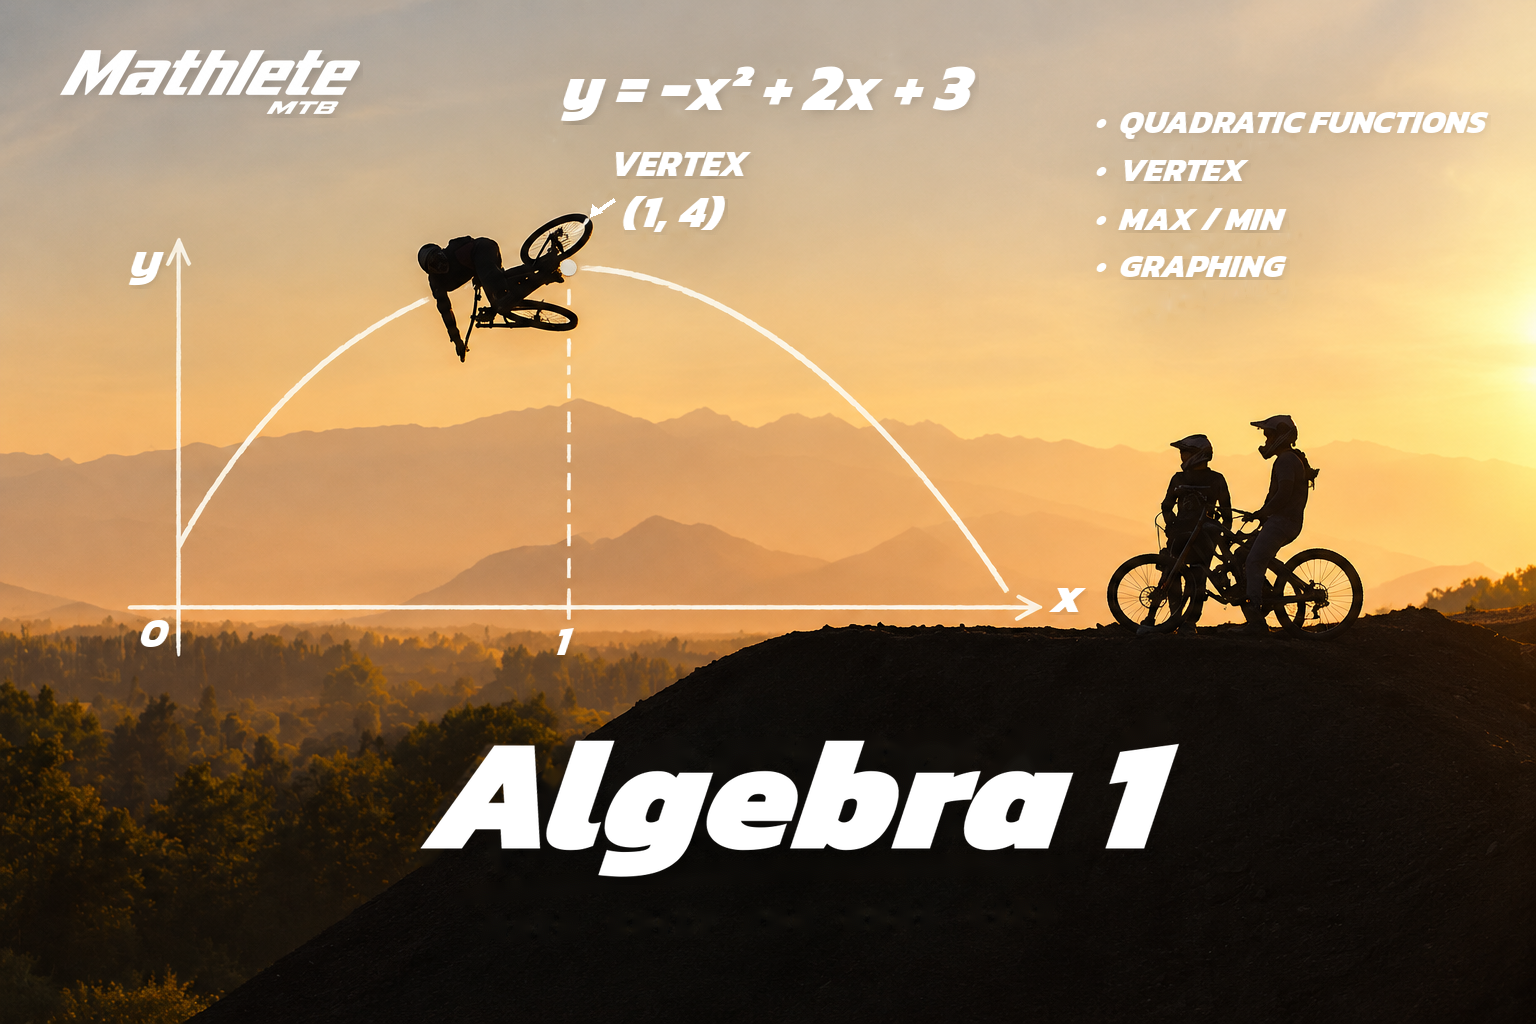 Mathlete
MTB
y = -x² + 2x + 3
VERTEX
(1, 4)
• QUADRATIC FUNCTIONS
• VERTEX
• MAX / MIN
• GRAPHING
y
x
0
1
Algebra 1